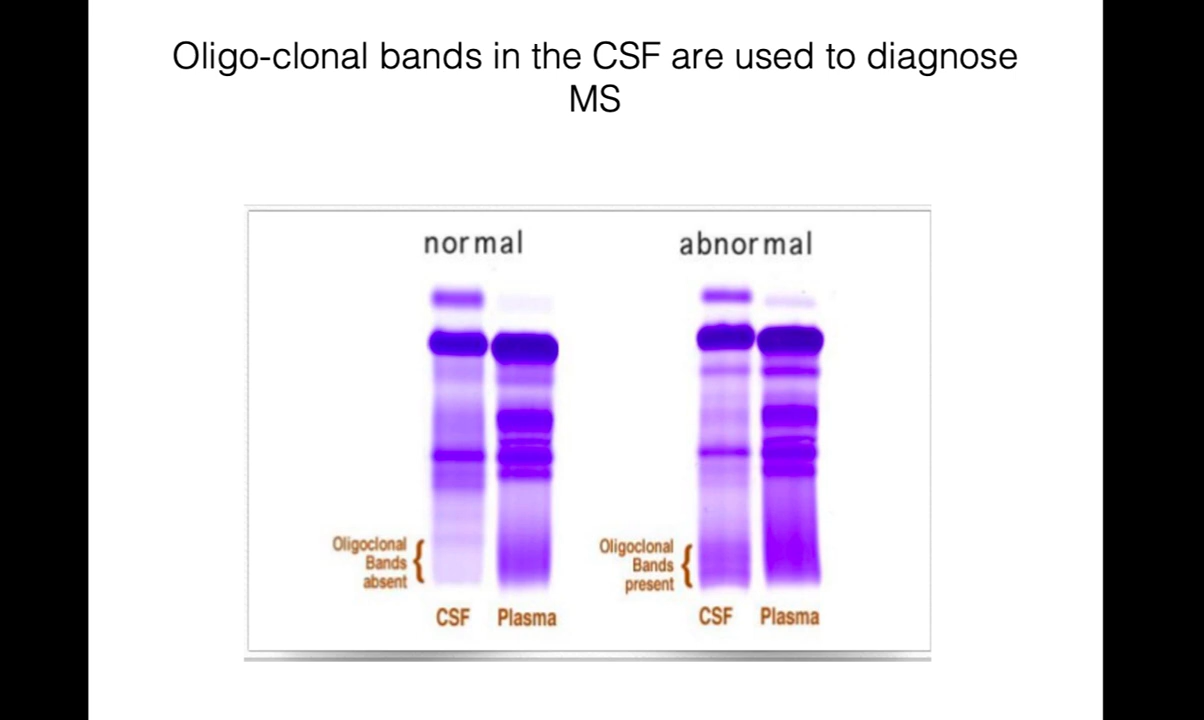 Oligo-clonal bands in the CSF are used to diagnose
MS
normal
abnormal
Oligoclonal
Bands
absent
Oligoclonal
Bands
present
CSF
Plasma
CSF
Plasma